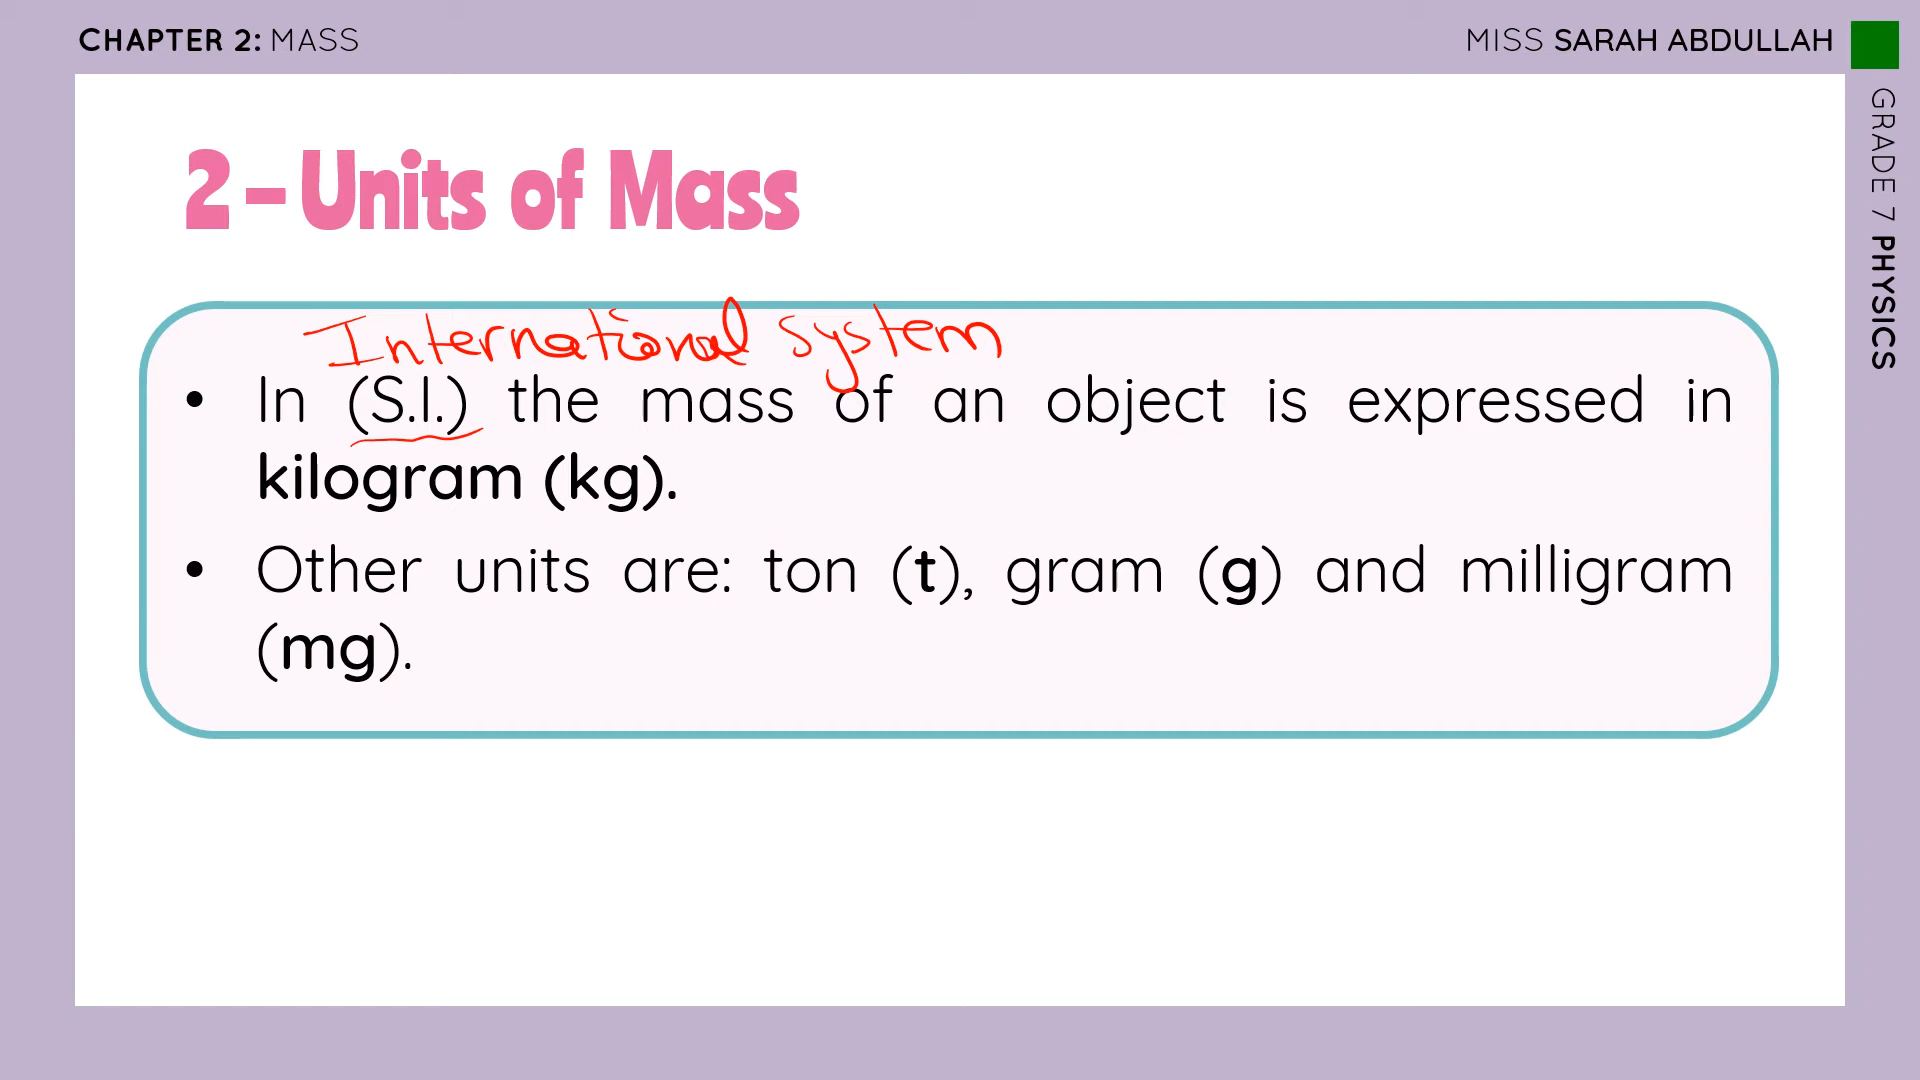 CHAPTER 2: MASS
MISS SARAH ABDULLAH
GRADE 7 PHYSICS
2-Units of Mass
International system
• In (S.I.) the mass of an object is expressed in
kilogram (kg).
• Other units are: ton (t), gram (g) and milligram
(mg).